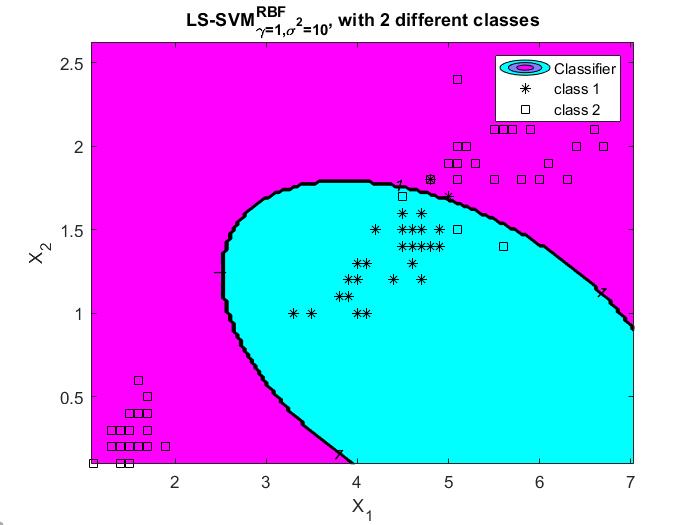 LS-SVM RBF γ=1,σ²=10, with 2 different classes
Classifier
class 1
class 2
2.5
2
1.5
1
0.5
X2
2 3 4 5 6 7
X1